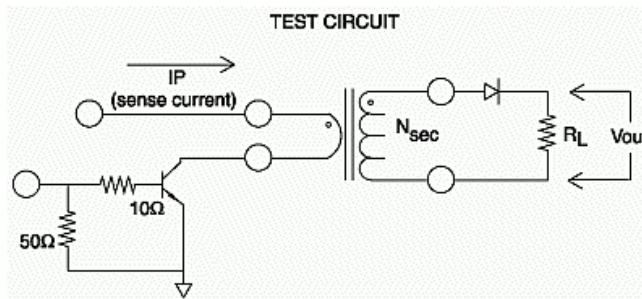 TEST CIRCUIT
IP
(sense current)
Nsec
RL
Vou
10Ω
50Ω